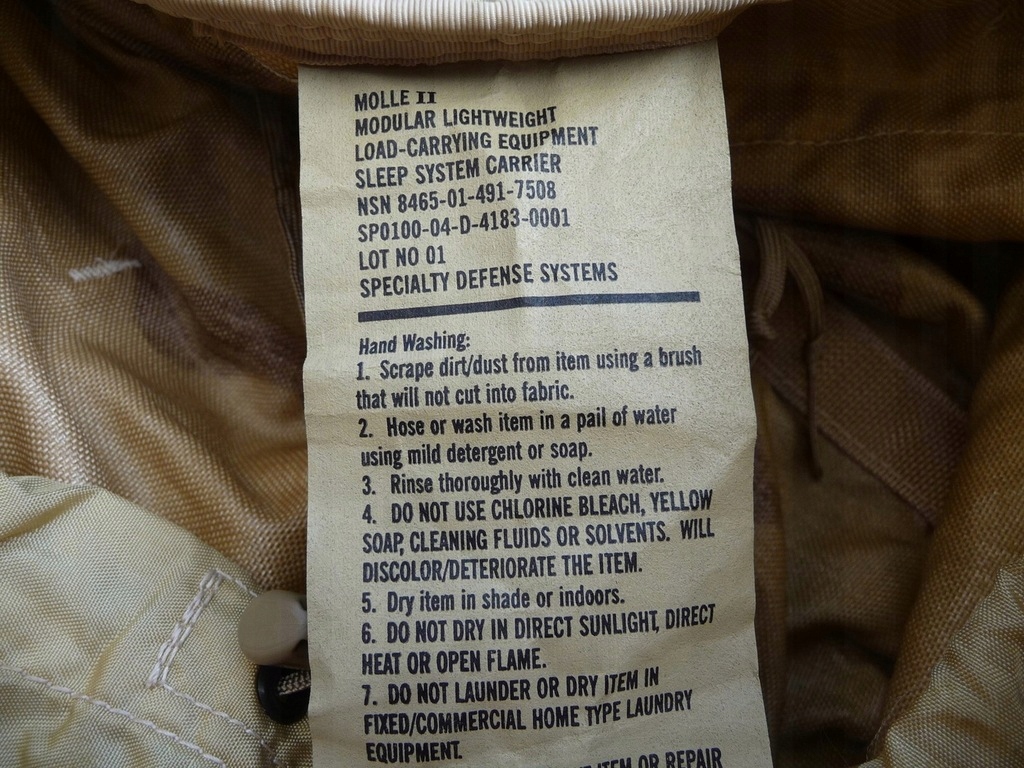 MOLLE II
MODULAR LIGHTWEIGHT
LOAD-CARRYING EQUIPMENT
SLEEP SYSTEM CARRIER
NSN 8465-01-491-7508
SP0100-04-D-4183-0001
LOT NO 01
SPECIALTY DEFENSE SYSTEMS
Hand Washing:
1. Scrape dirt/dust from item using a brush
that will not cut into fabric.
2. Hose or wash item in a pail of water
using mild detergent or soap.
3. Rinse thoroughly with clean water.
4. DO NOT USE CHLORINE BLEACH, YELLOW
SOAP, CLEANING FLUIDS OR SOLVENTS. WILL
DISCOLOR/DETERIORATE THE ITEM.
5. Dry item in shade or indoors.
6. DO NOT DRY IN DIRECT SUNLIGHT, DIRECT
HEAT OR OPEN FLAME.
7. DO NOT LAUNDER OR DRY ITEM IN
FIXED/COMMERCIAL HOME TYPE LAUNDRY
EQUIPMENT.
ITEM OR REPAIR